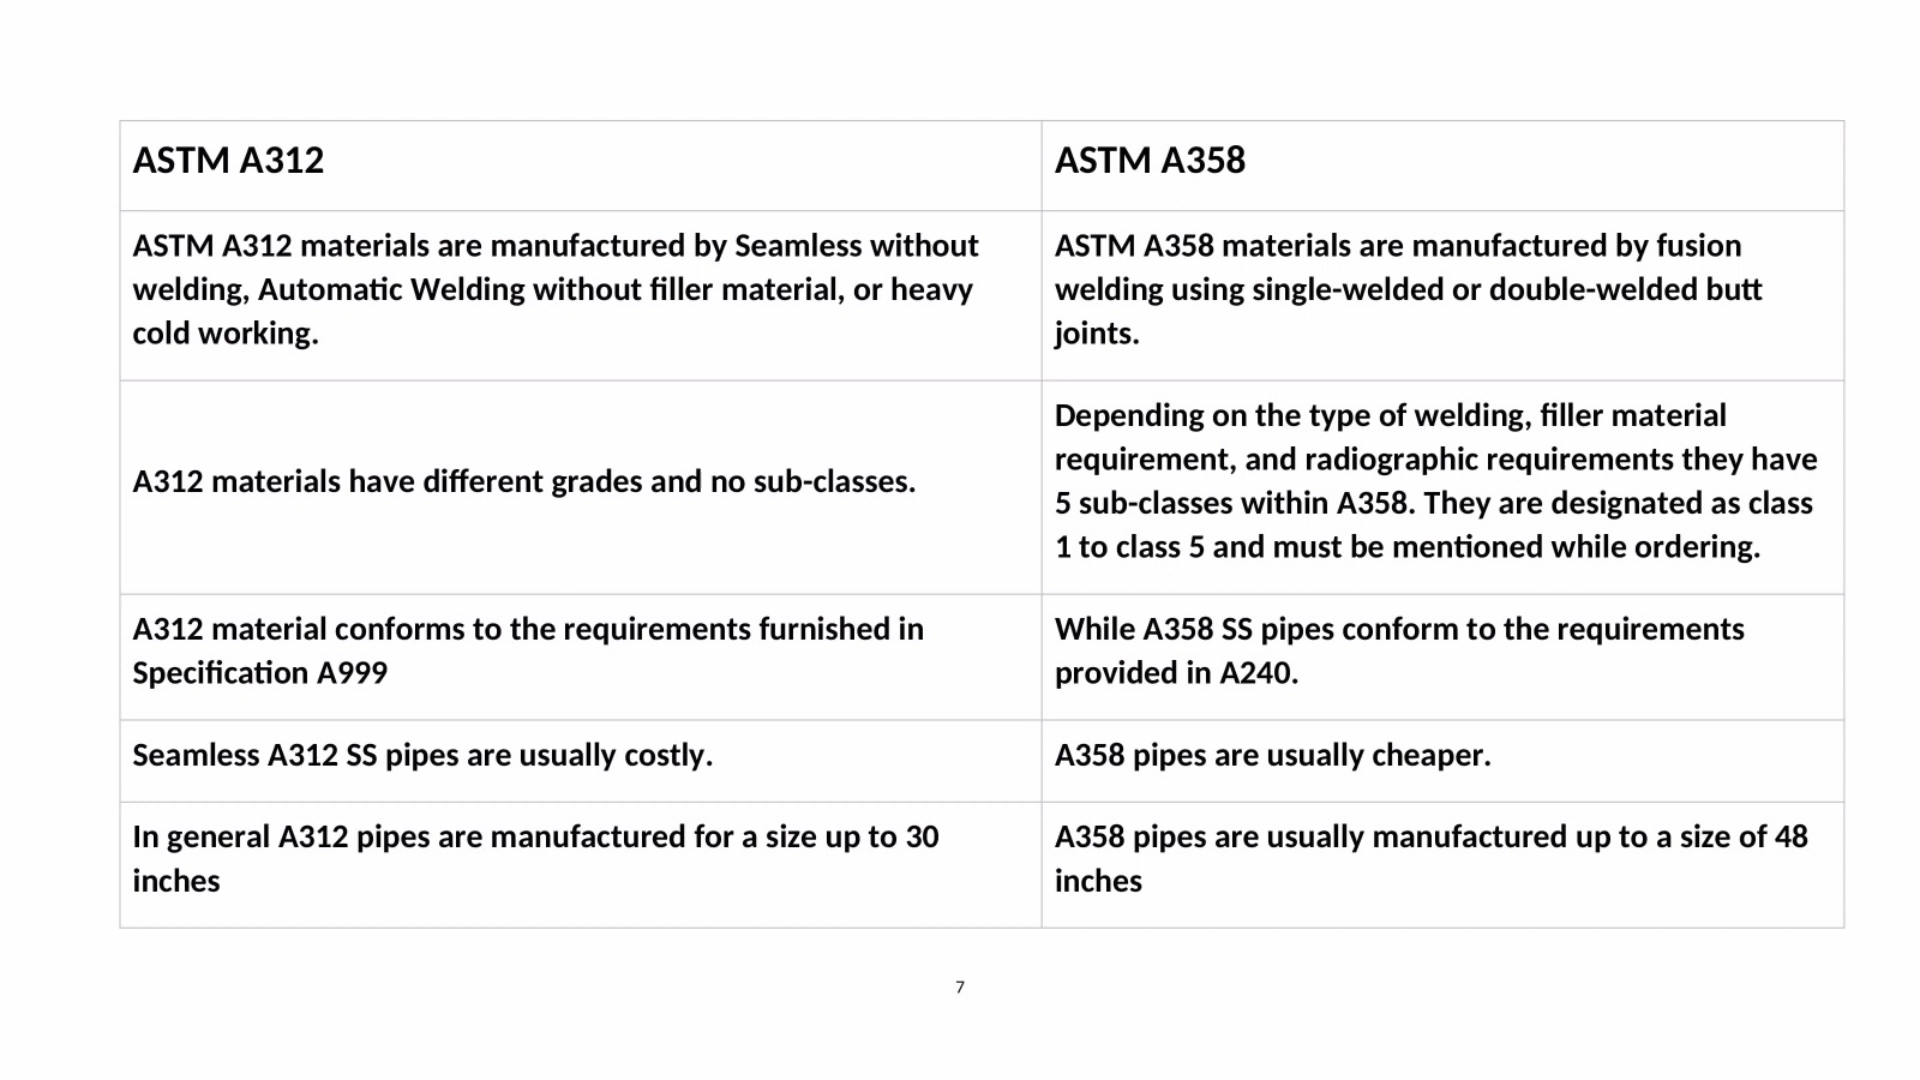 ASTM A312
ASTM A358
ASTM A312 materials are manufactured by Seamless without
welding, Automatic Welding without filler material, or heavy
cold working.
ASTM A358 materials are manufactured by fusion
welding using single-welded or double-welded butt
joints.
A312 materials have different grades and no sub-classes.
Depending on the type of welding, filler material
requirement, and radiographic requirements they have
5 sub-classes within A358. They are designated as class
1 to class 5 and must be mentioned while ordering.
A312 material conforms to the requirements furnished in
Specification A999
While A358 SS pipes conform to the requirements
provided in A240.
Seamless A312 SS pipes are usually costly.
A358 pipes are usually cheaper.
In general A312 pipes are manufactured for a size up to 30
inches
A358 pipes are usually manufactured up to a size of 48
inches
7